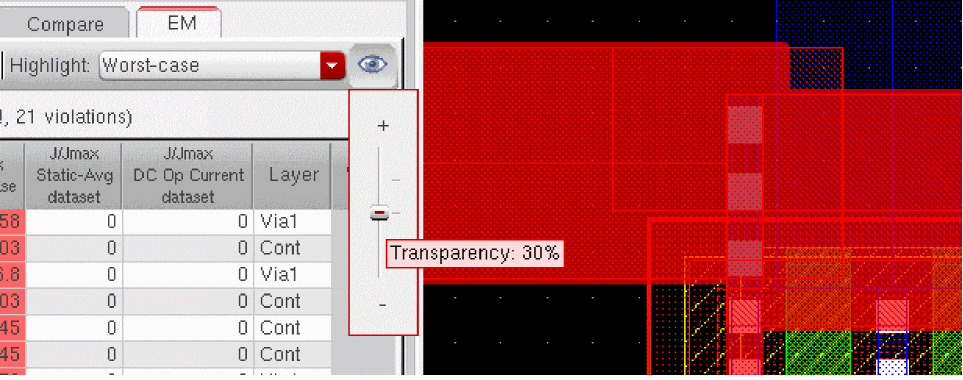 Compare EM
Highlight: Worst-case
!, 21 violations)
+
J/Jmax J/Jmax
Static-Avg DC Op Current Layer
se dataset dataset
58 0 0 Via1
03 0 0 Cont
6.8 0 0 Via1
03 0 0 Cont
45 0 0 Cont
45 0 0 Cont
Transparency: 30%
-